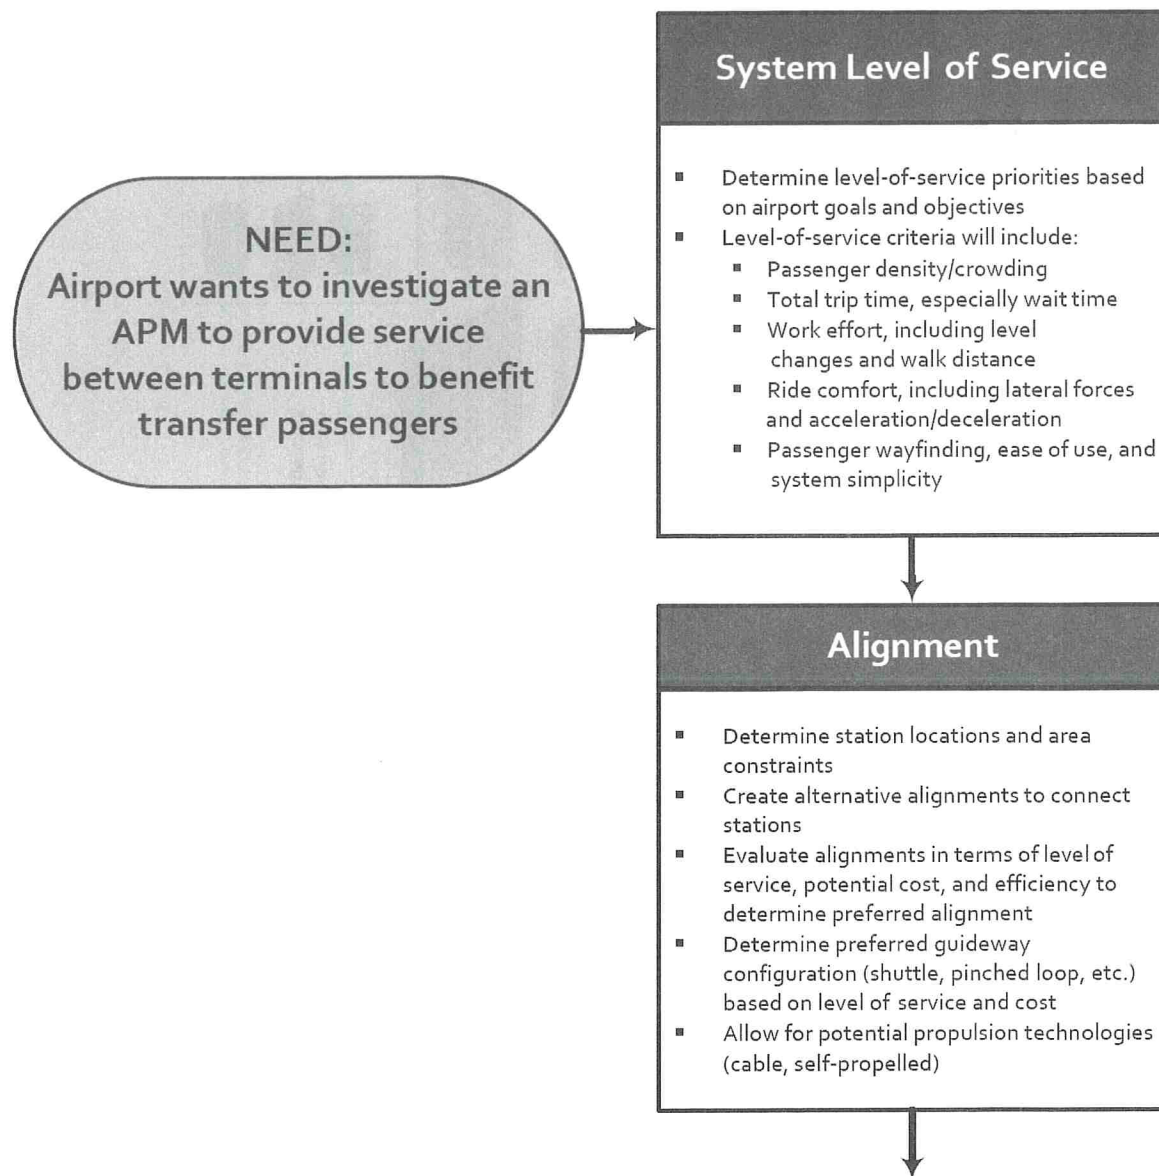 NEED:
Airport wants to investigate an
APM to provide service
between terminals to benefit
transfer passengers
System Level of Service
▪ Determine level-of-service priorities based
on airport goals and objectives
▪ Level-of-service criteria will include:
▪ Passenger density/crowding
▪ Total trip time, especially wait time
▪ Work effort, including level
changes and walk distance
▪ Ride comfort, including lateral forces
and acceleration/deceleration
▪ Passenger wayfinding, ease of use, and
system simplicity
Alignment
▪ Determine station locations and area
constraints
▪ Create alternative alignments to connect
stations
▪ Evaluate alignments in terms of level of
service, potential cost, and efficiency to
determine preferred alignment
▪ Determine preferred guideway
configuration (shuttle, pinched loop, etc.)
based on level of service and cost
▪ Allow for potential propulsion technologies
(cable, self-propelled)